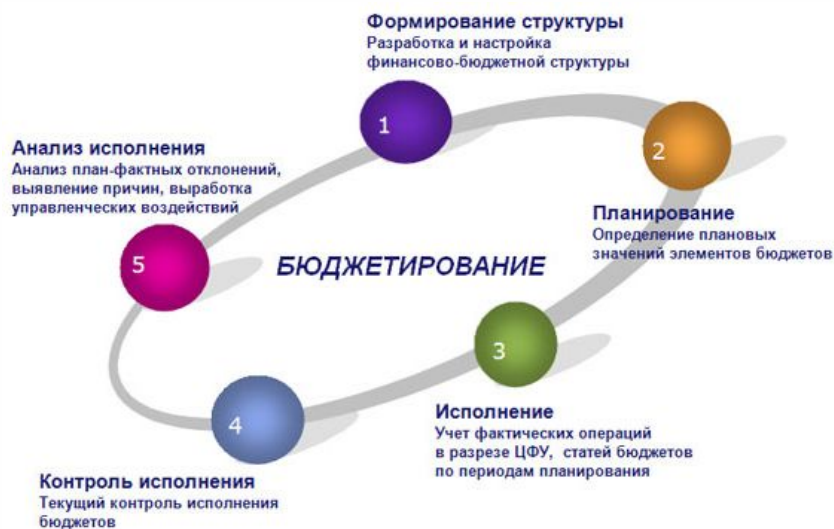 Формирование структуры
Разработка и настройка
финансово-бюджетной структуры
1
2
Планирование
Определение плановых
значений элементов бюджетов
БЮДЖЕТИРОВАНИЕ
3
Исполнение
Учет фактических операций
в разрезе ЦФУ, статей бюджетов
по периодам планирования
4
Контроль исполнения
Текущий контроль исполнения
бюджетов
Анализ исполнения
Анализ план-фактных отклонений,
выявление причин, выработка
управленческих воздействий
5